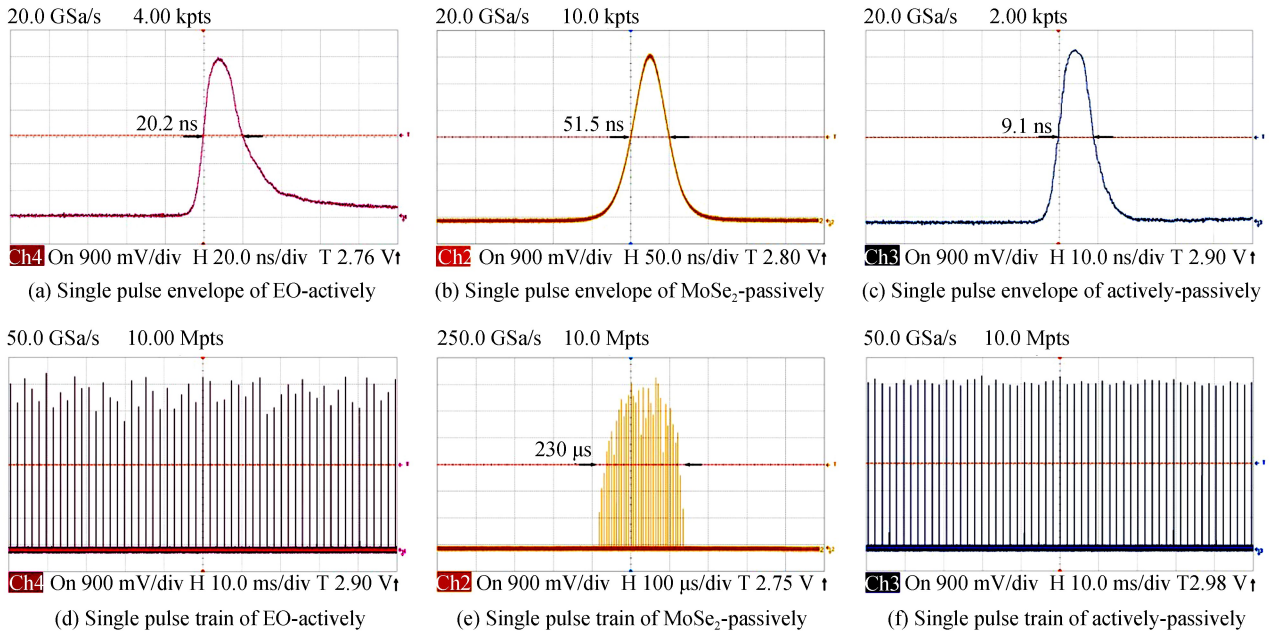 20.0 GSa/s 4.00 kpts
20.2 ns
Ch4 On 900 mV/div H 20.0 ns/div T 2.76 V
(a) Single pulse envelope of EO-actively
20.0 GSa/s 10.0 kpts
51.5 ns
Ch2 On 900 mV/div H 50.0 ns/div T 2.80 V
(b) Single pulse envelope of MoSe₂-passively
20.0 GSa/s 2.00 kpts
9.1 ns
Ch3 On 900 mV/div H 10.0 ns/div T 2.90 V
(c) Single pulse envelope of actively-passively
50.0 GSa/s 10.00 Mpts
Ch4 On 900 mV/div H 10.0 ms/div T 2.90 V
(d) Single pulse train of EO-actively
250.0 GSa/s 10.0 Mpts
230 μs
Ch2 On 900 mV/div H 100 μs/div T 2.75 V
(e) Single pulse train of MoSe₂-passively
50.0 GSa/s 10.0 Mpts
Ch3 On 900 mV/div H 10.0 ms/div T2.98 V
(f) Single pulse train of actively-passively